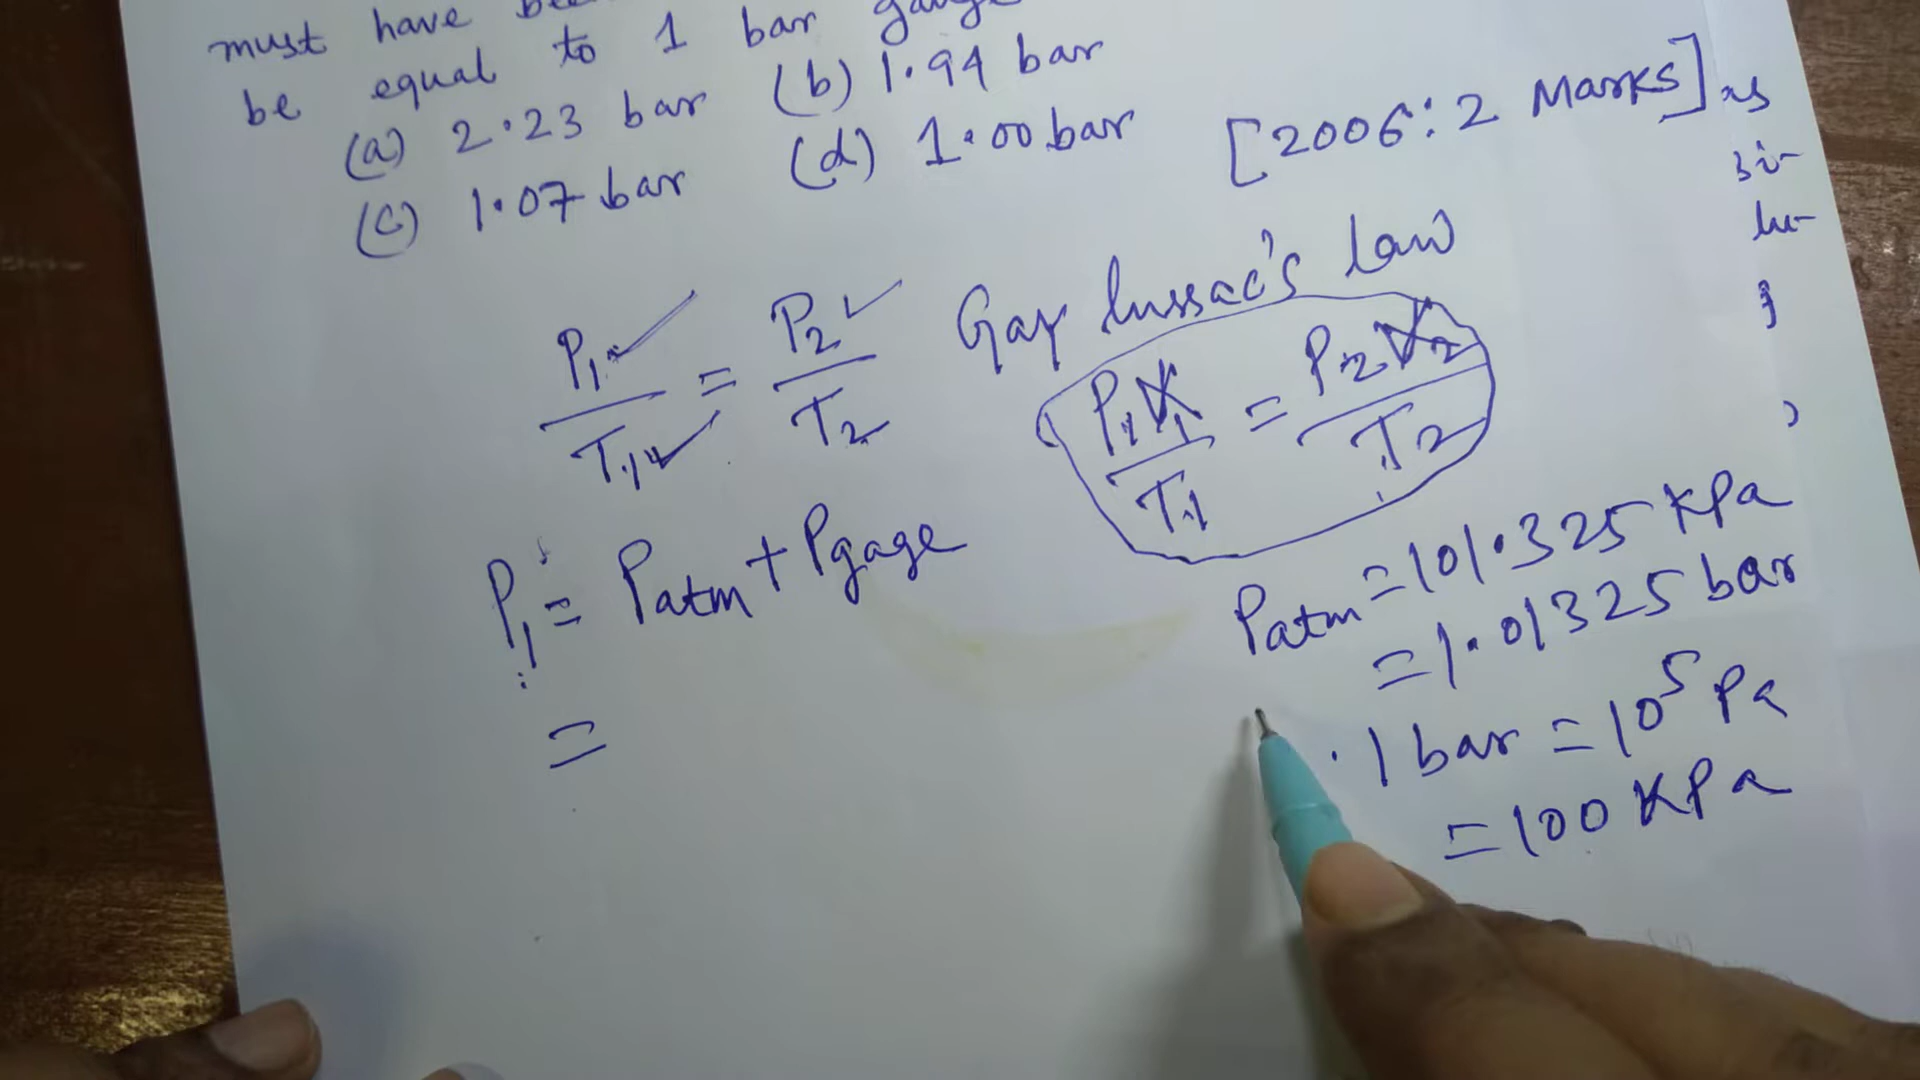 must have
be equal to 1 bar gauge
(a) 2.23 bar (b) 1.94 bar
(c) 1.07 bar (d) 1.00 bar [2006: 2 Marks]
P1/T1 = P2/T2 Gay lussac's law
P1V1/T1 = P2V2/T2
P1 = Patm + Pgage
=
Patm = 101.325 KPa
= 1.01325 bar
1 bar = 10^5 Pa
= 100 KPa